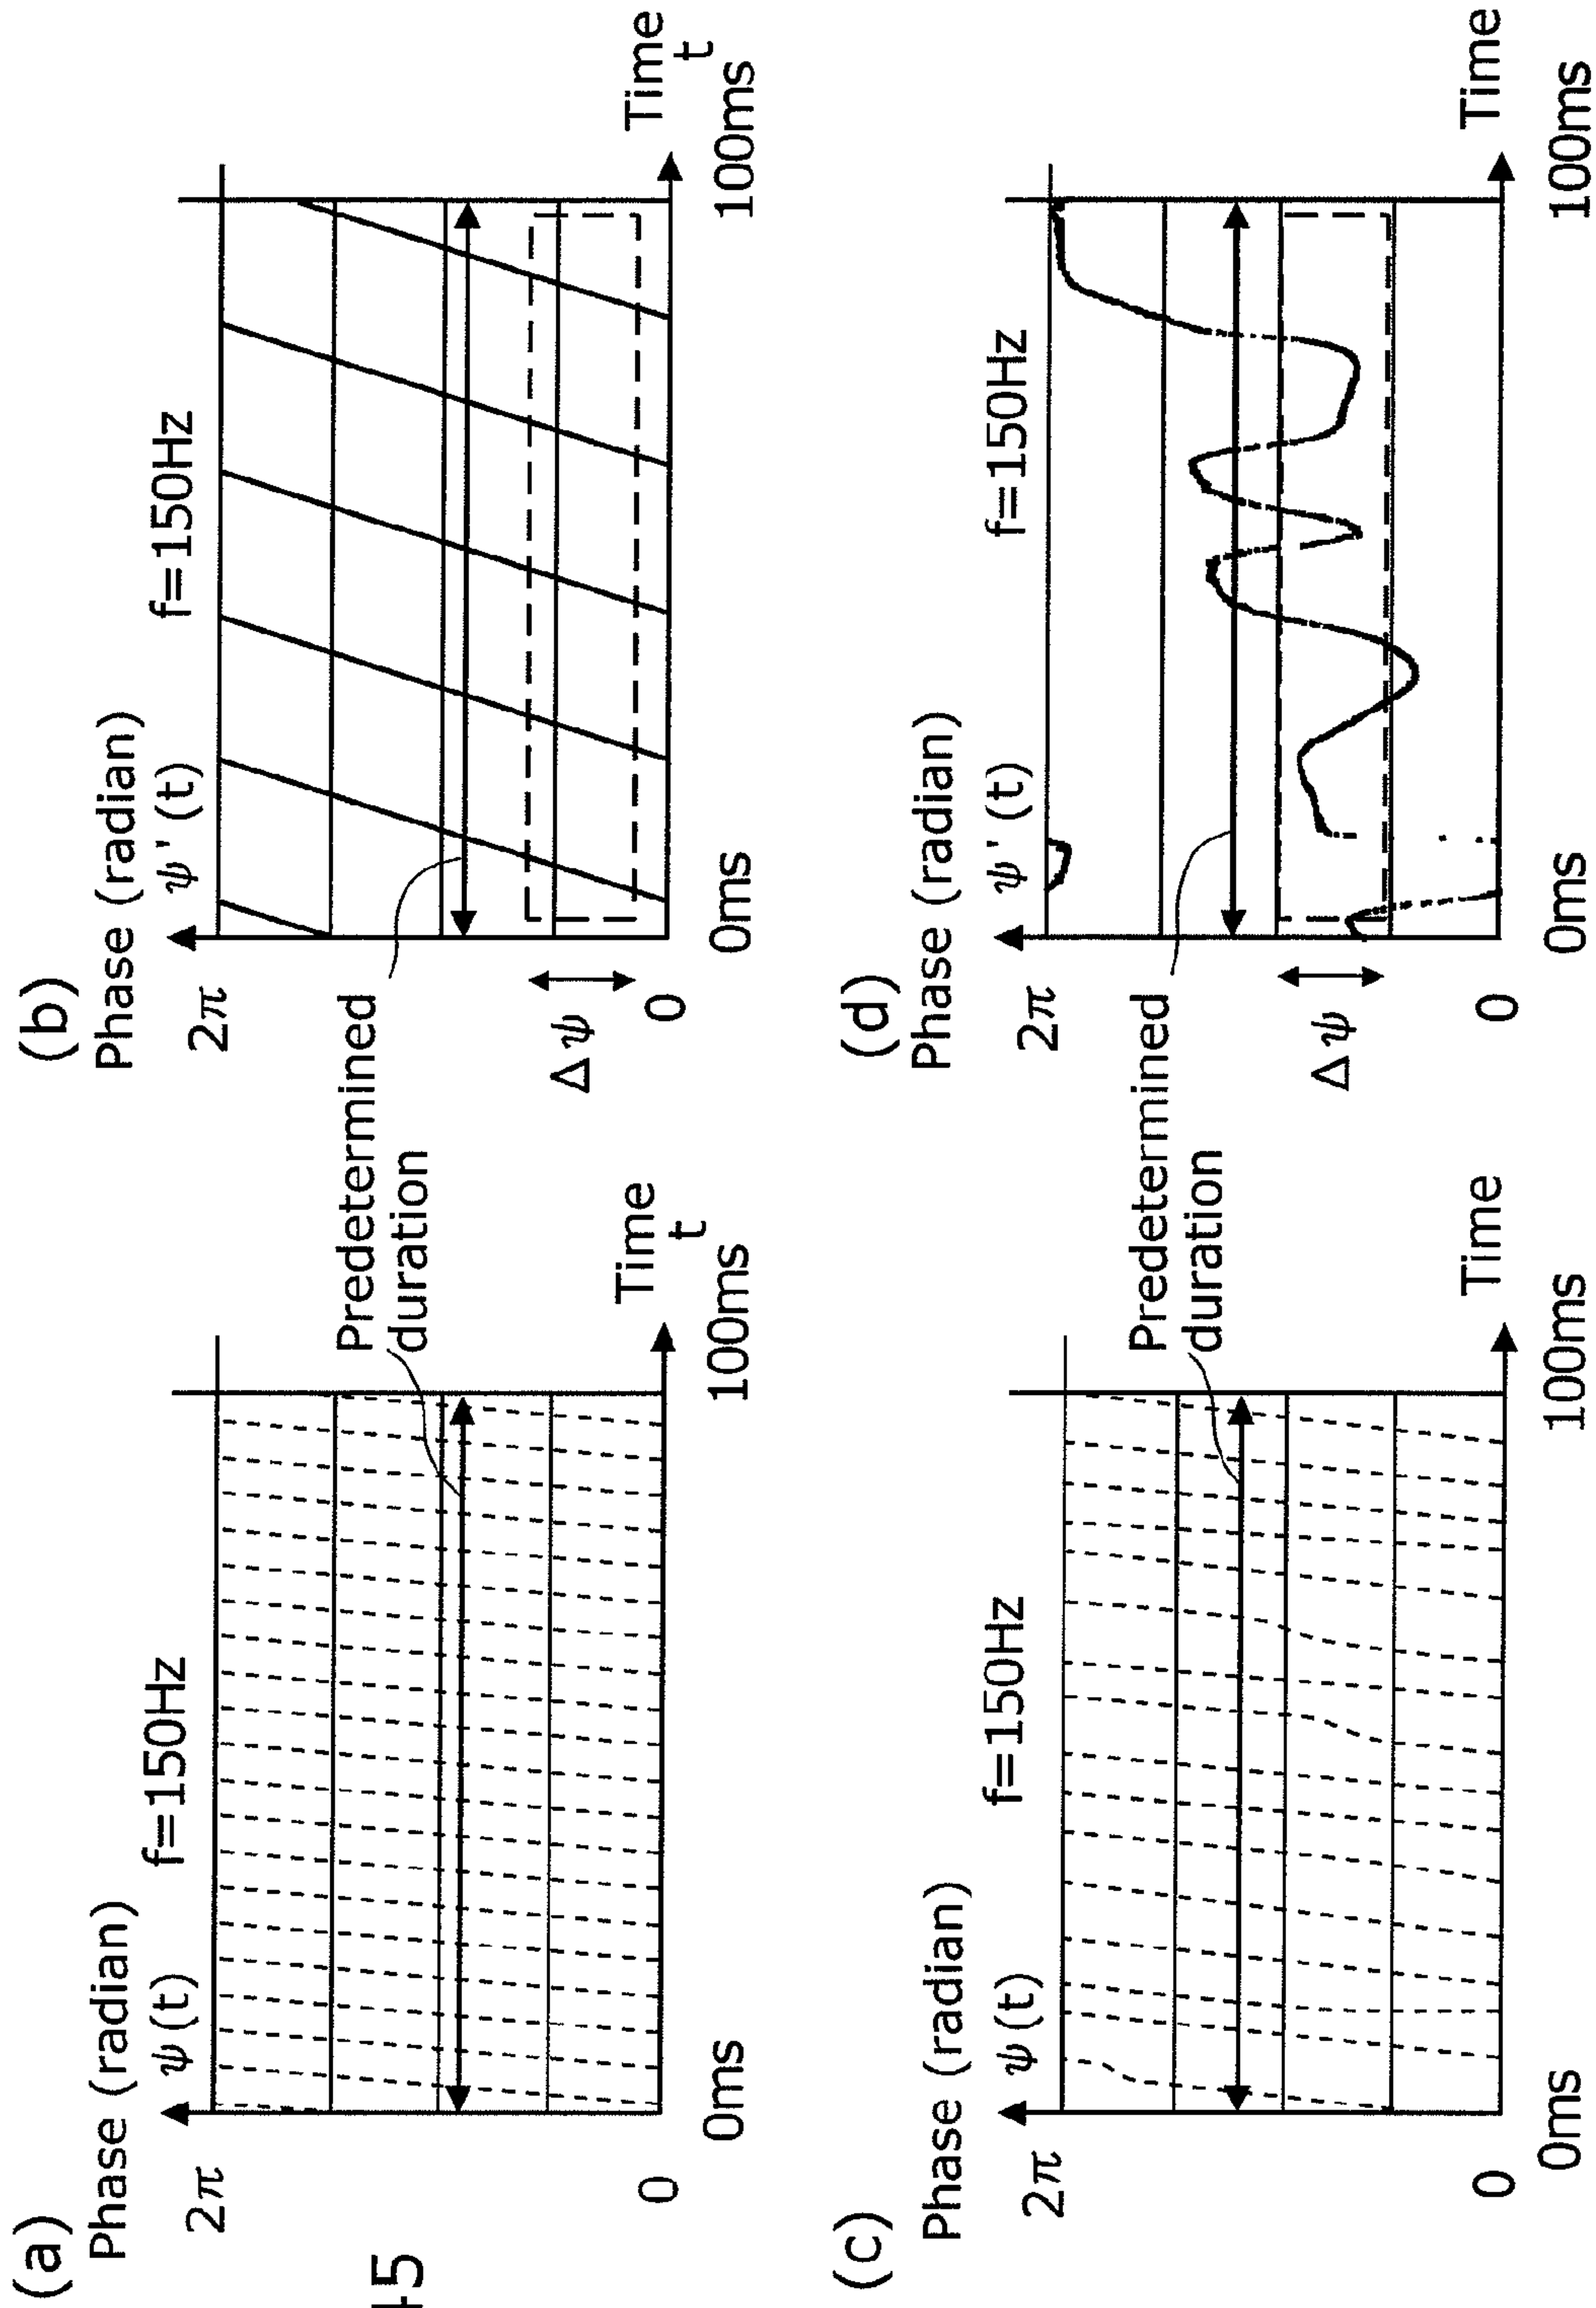 (a)
Phase (radian)
ψ(t)
f=150Hz
2π
0
0ms
100ms
Time
t
Predetermined
duration
(b)
Phase (radian)
ψ'(t)
f=150Hz
2π
Δψ
0
0ms
100ms
Time
t
(c)
Phase (radian)
ψ(t)
f=150Hz
2π
0
0ms
100ms
Time
Predetermined
duration
(d)
Phase (radian)
ψ'(t)
f=150Hz
2π
Δψ
0
0ms
100ms
Time